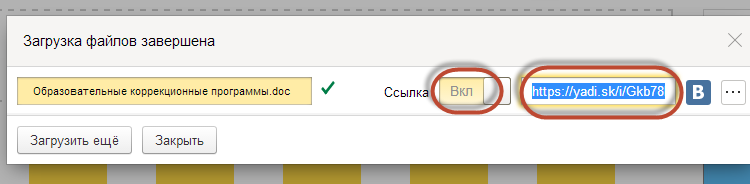 Загрузка файлов завершена
Образовательные коррекционные программы.doc Ссылка Вкл https://yadi.sk/i/Gkb78 В ...
Загрузить ещё Закрыть